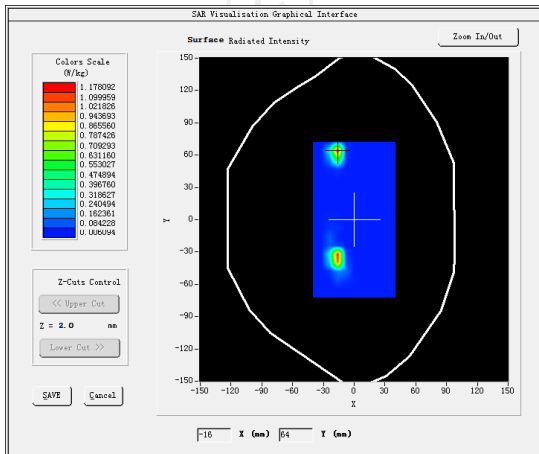 SAR Visualisation Graphical Interface
Surface Radiated Intensity
Zoom In/Out
Colors Scale
(W/kg)
1.178092
1.099959
1.021826
0.943693
0.865560
0.787426
0.709293
0.631160
0.553027
0.474894
0.396760
0.318627
0.240494
0.162361
0.084228
0.006094
Z-Cuts Control
<< Upper Cut
Z = 2.0 mm
Lower Cut >>
SAVE
Cancel
150
120
90
60
30
0
-30
-60
-90
-120
-150
Y
-150 -120 -90 -60 -30 0 30 60 90 120 150
X
-16 X (mm) 64 Y (mm)